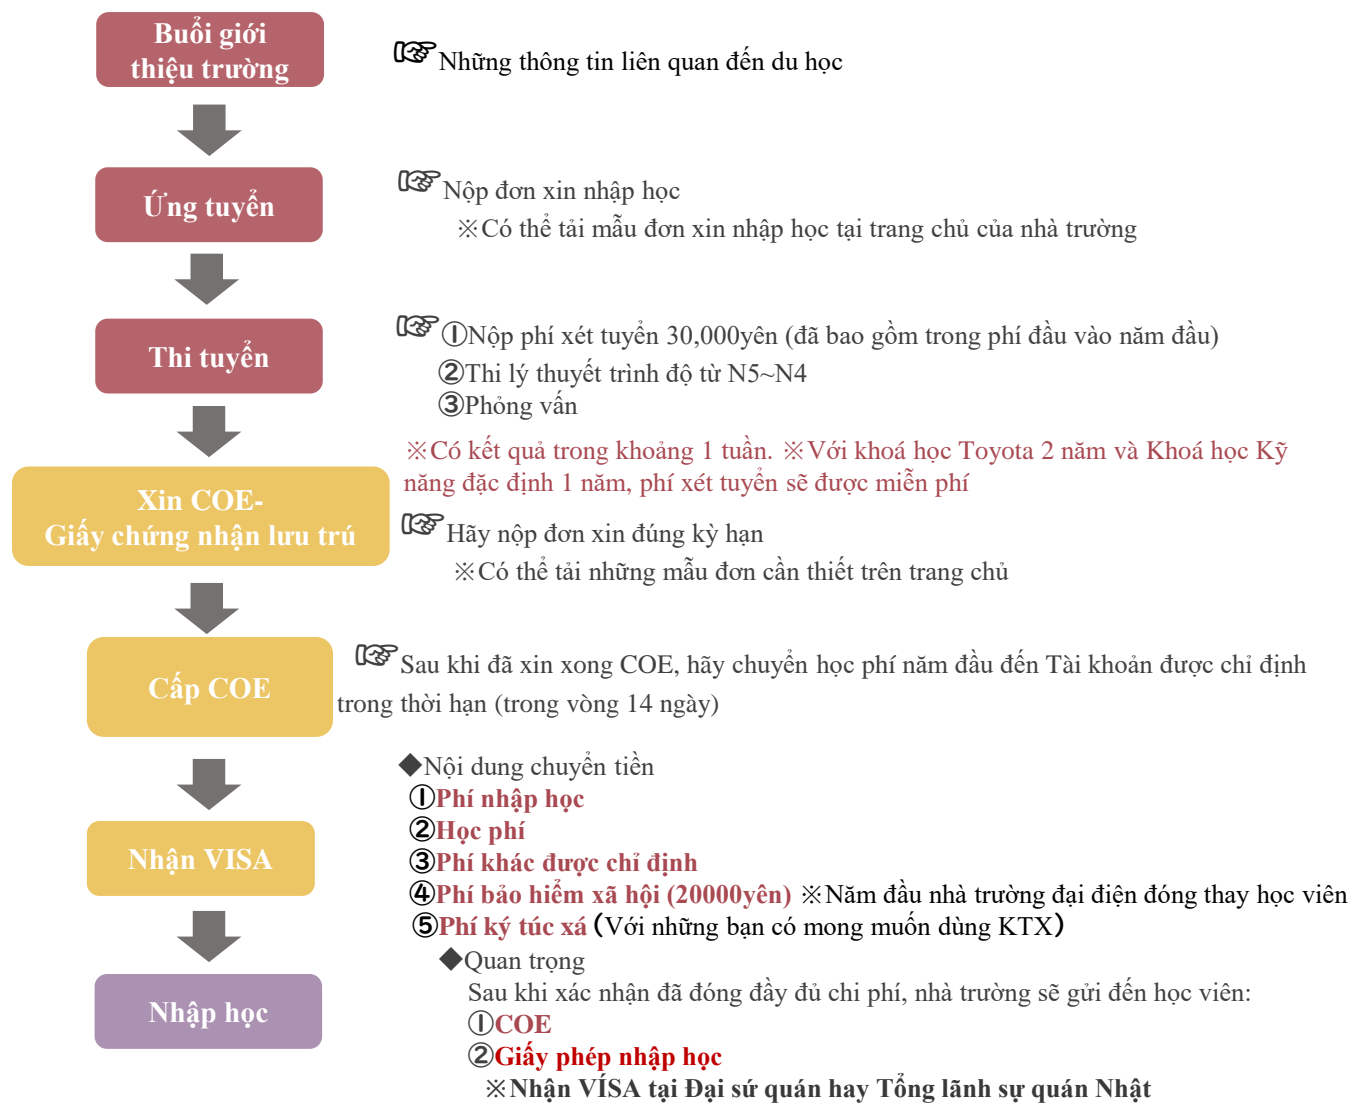 Buổi giới
thiệu trường
☞Những thông tin liên quan đến du học
Ứng tuyển
☞Nộp đơn xin nhập học
※Có thể tải mẫu đơn xin nhập học tại trang chủ của nhà trường
Thi tuyển
☞①Nộp phí xét tuyển 30,000yên (đã bao gồm trong phí đầu vào năm đầu)
②Thi lý thuyết trình độ từ N5~N4
③Phỏng vấn
※Có kết quả trong khoảng 1 tuần. ※Với khoá học Toyota 2 năm và Khoá học Kỹ
năng đặc định 1 năm, phí xét tuyển sẽ được miễn phí
Xin COE-
Giấy chứng nhận lưu trú
☞Hãy nộp đơn xin đúng kỳ hạn
※Có thể tải những mẫu đơn cần thiết trên trang chủ
Cấp COE
☞Sau khi đã xin xong COE, hãy chuyển học phí năm đầu đến Tài khoản được chỉ định
trong thời hạn (trong vòng 14 ngày)
Nhận VISA
◆Nội dung chuyển tiền
①Phí nhập học
②Học phí
③Phí khác được chỉ định
④Phí bảo hiểm xã hội (20000yên) ※Năm đầu nhà trường đại điện đóng thay học viên
⑤Phí ký túc xá (Với những bạn có mong muốn dùng KTX)
Nhập học
◆Quan trọng
Sau khi xác nhận đã đóng đầy đủ chi phí, nhà trường sẽ gửi đến học viên:
①COE
②Giấy phép nhập học
※Nhận VÍSA tại Đại sứ quán hay Tổng lãnh sự quán Nhật